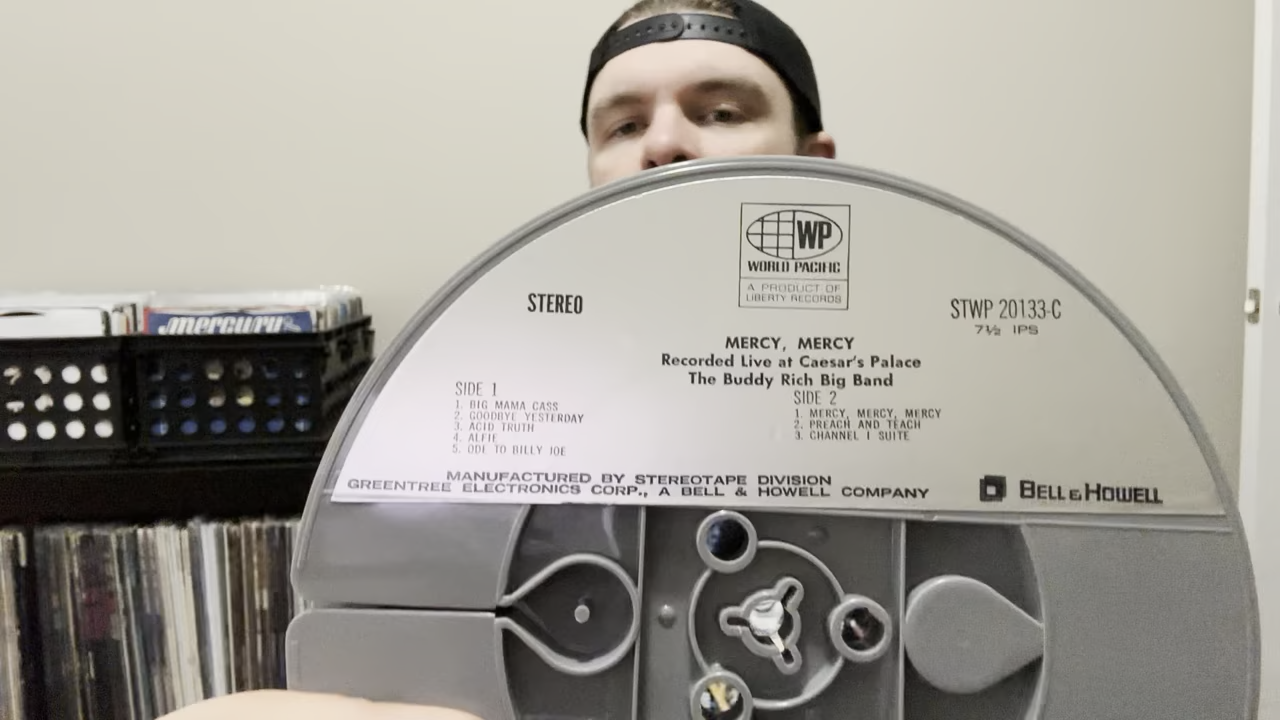 WP
WORLD PACIFIC
A PRODUCT OF
LIBERTY RECORDS
STEREO
STWP 20133-C
7½ IPS
MERCY, MERCY
Recorded Live at Caesar's Palace
The Buddy Rich Big Band
SIDE 1
1. BIG MAMA CASS
2. GOODBYE YESTERDAY
3. ACID TRUTH
4. ALFIE
5. ODE TO BILLY JOE
SIDE 2
1. MERCY, MERCY, MERCY
2. PREACH AND TEACH
3. CHANNEL I SUITE
MANUFACTURED BY STEREOTAPE DIVISION
GREENTREE ELECTRONICS CORP., A BELL & HOWELL COMPANY
BELL & HOWELL
mercury